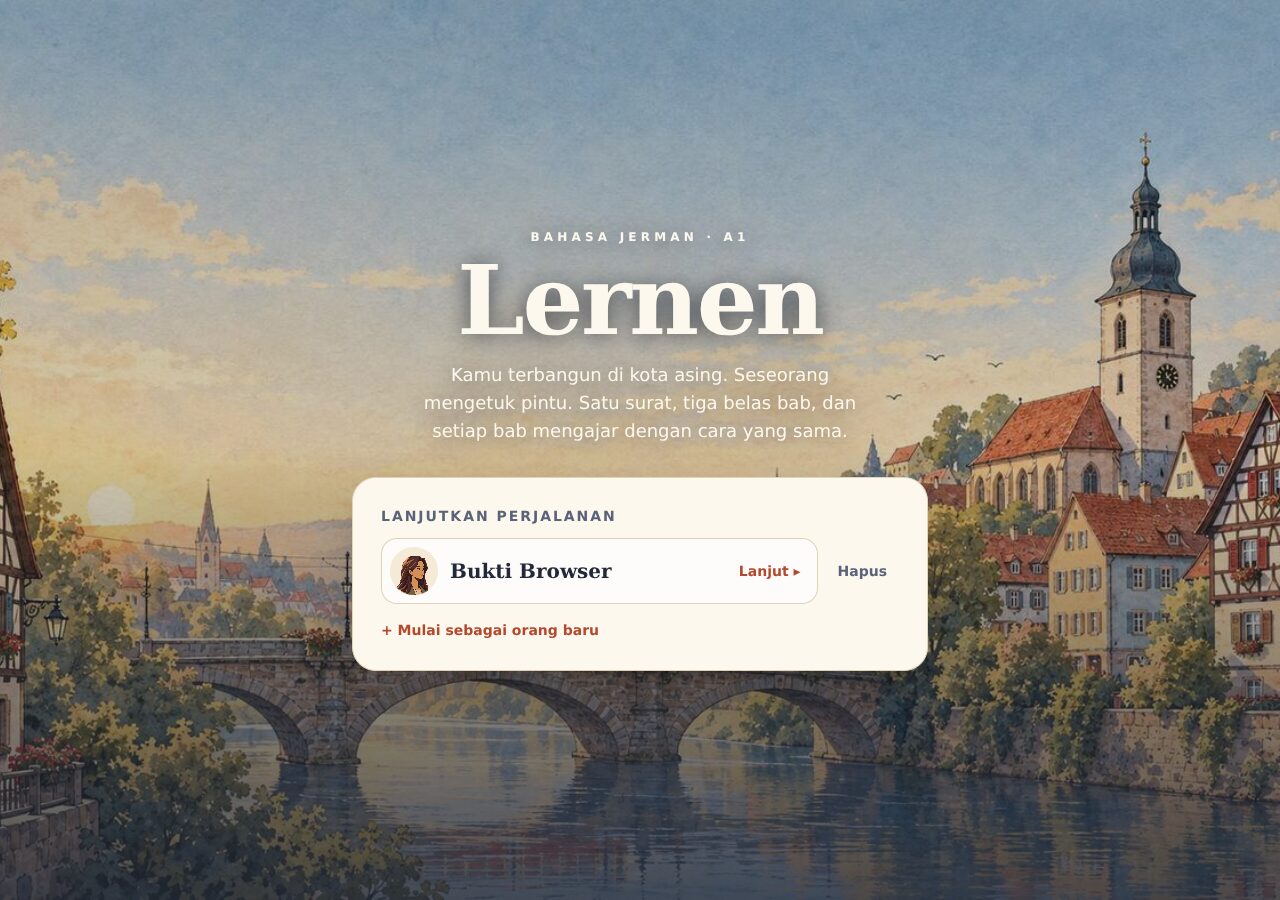 BAHASA JERMAN · A1
Lernen
Kamu terbangun di kota asing. Seseorang
mengetuk pintu. Satu surat, tiga belas bab, dan
setiap bab mengajar dengan cara yang sama.
LANJUTKAN PERJALANAN
Bukti Browser
Lanjut ▸
Hapus
+ Mulai sebagai orang baru